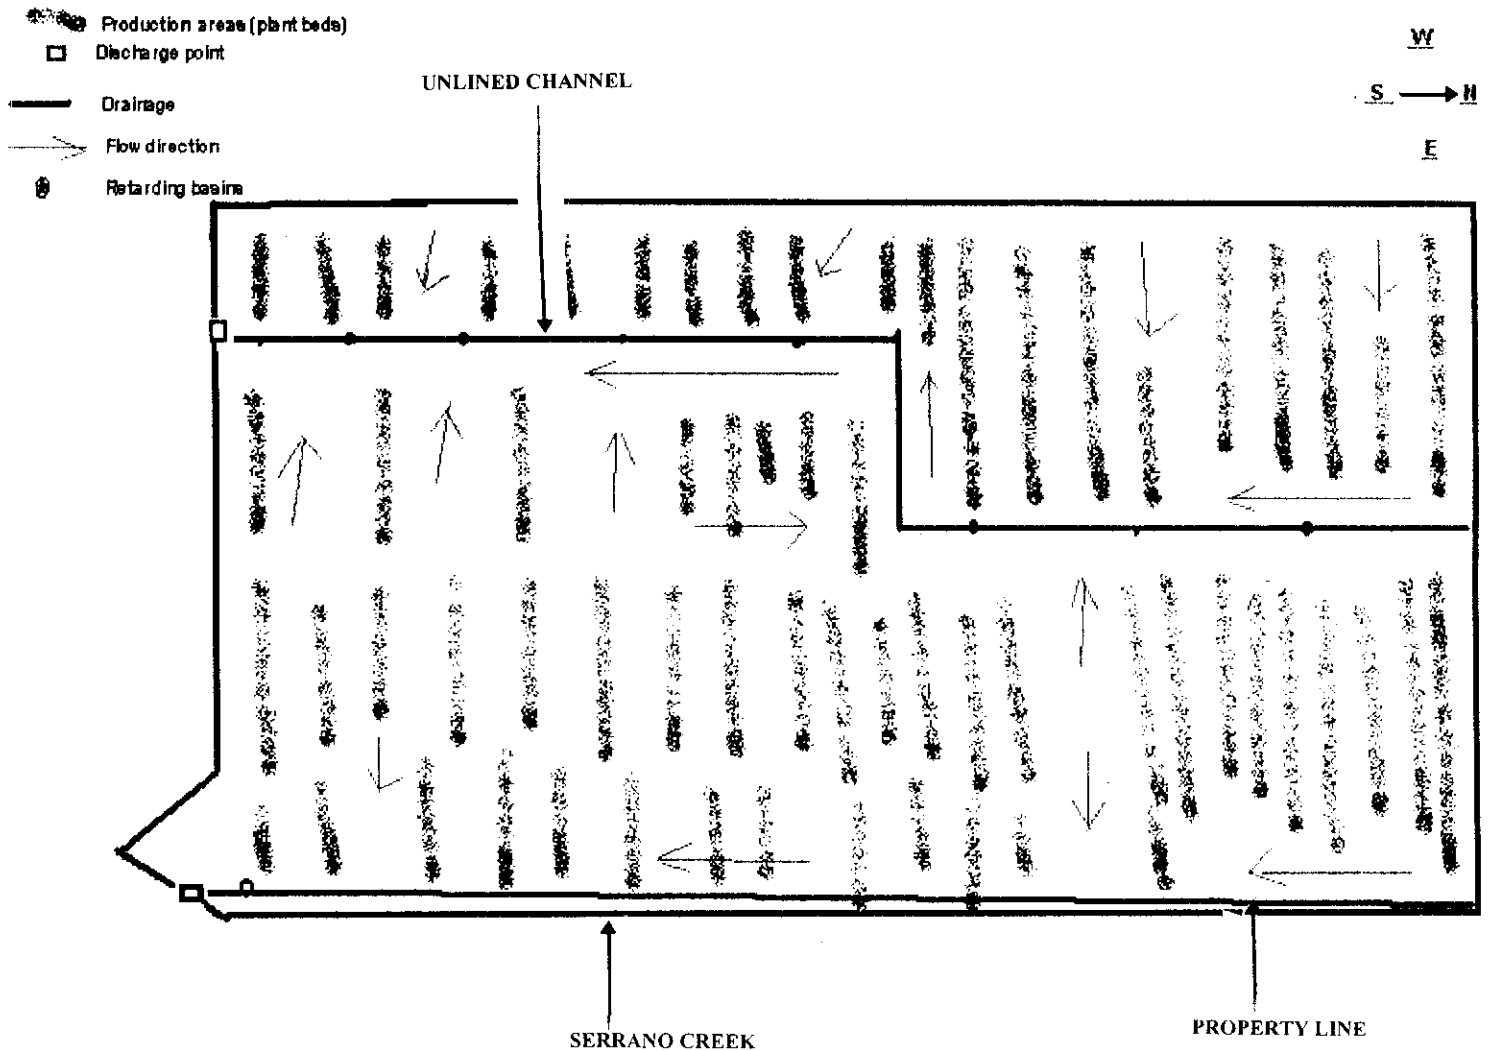 Production areas (plant beds)
Discharge point
Drainage
Flow direction
Retarding basins
UNLINED CHANNEL
W
S N
E
SERRANO CREEK
PROPERTY LINE